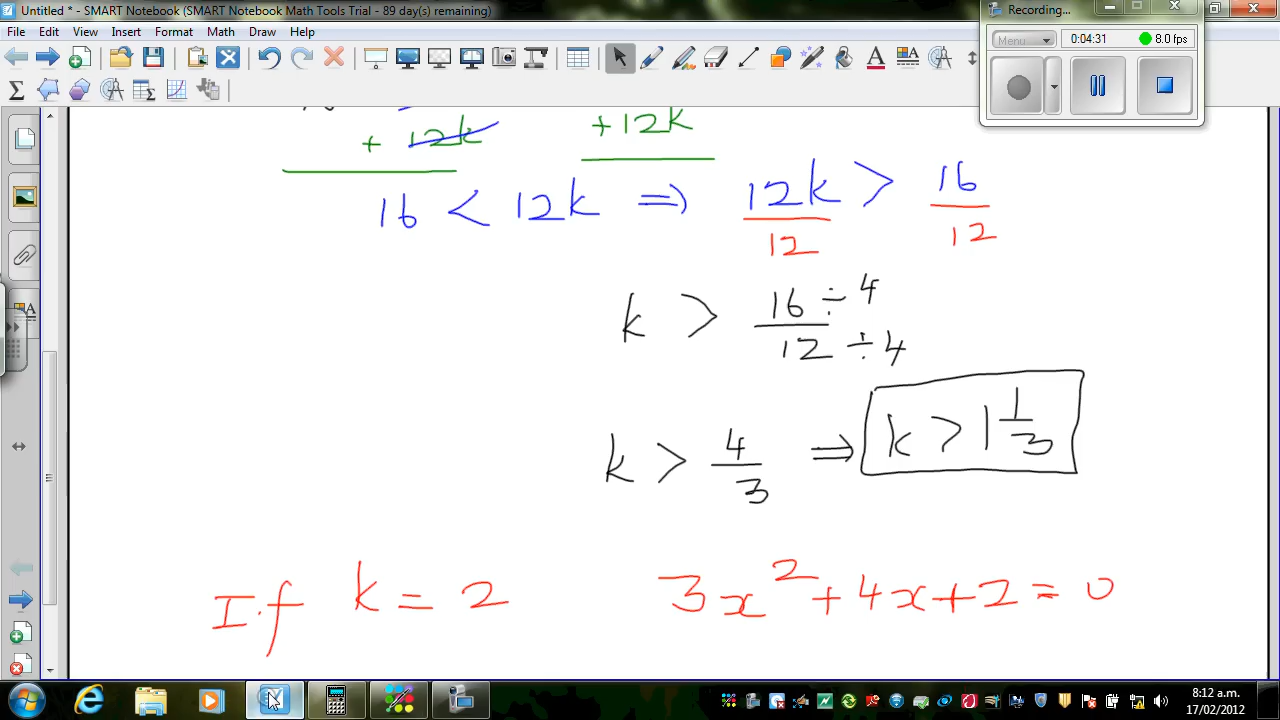 Untitled * - SMART Notebook (SMART Notebook Math Tools Trial - 89 day(s) remaining)
Recording...
File Edit View Insert Format Math Tools Draw Help
Menu 0:04:31 8.0 fps
+ 12k +12k
16 < 12k ⇒ 12k > 16
12 12
k > 16 ÷ 4
12 ÷ 4
k > 4/3 ⇒ k > 1 1/3
If k = 2 3x² + 4x + 2 = 0
8:12 a.m.
17/02/2012